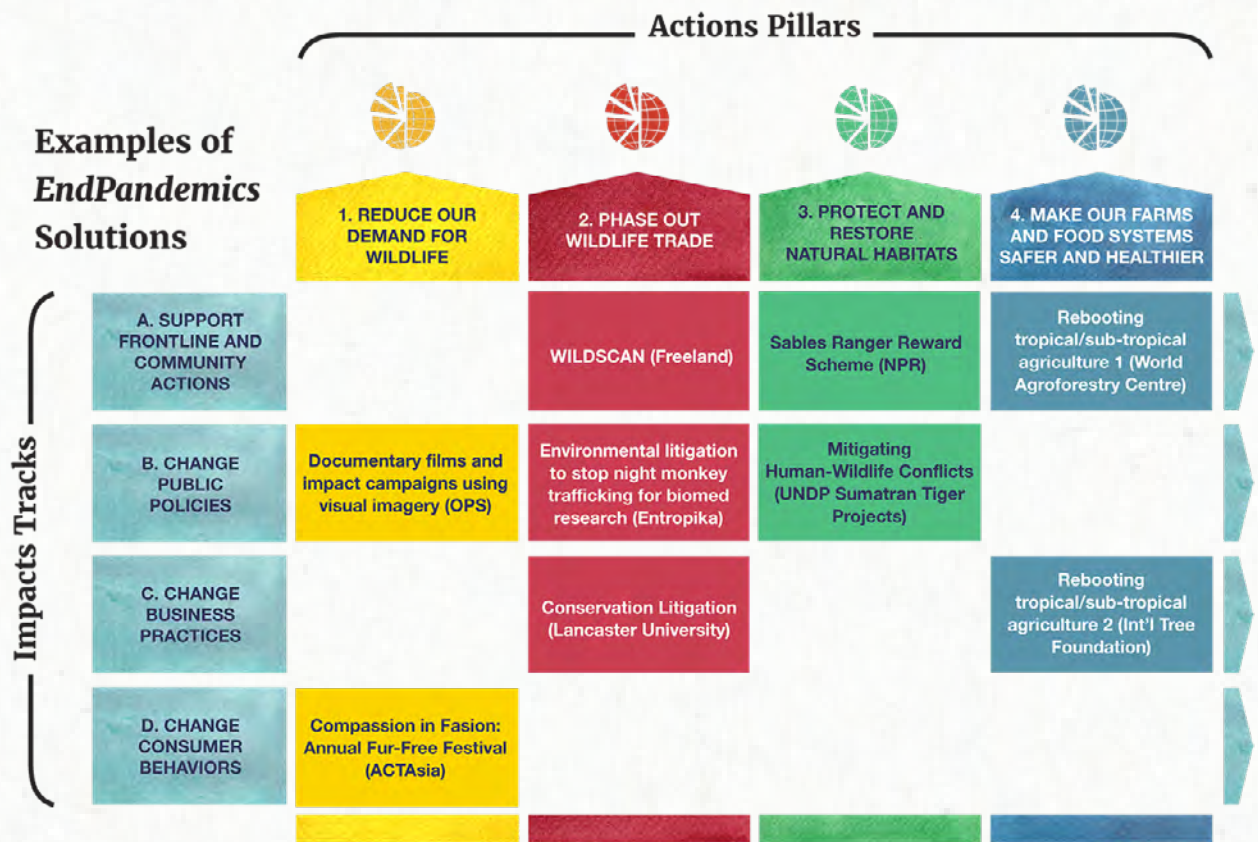 Actions Pillars
Examples of
EndPandemics
Solutions
1. REDUCE OUR
DEMAND FOR
WILDLIFE
2. PHASE OUT
WILDLIFE TRADE
3. PROTECT AND
RESTORE
NATURAL HABITATS
4. MAKE OUR FARMS
AND FOOD SYSTEMS
SAFER AND HEALTHIER
Impacts Tracks
A. SUPPORT
FRONTLINE AND
COMMUNITY
ACTIONS
WILDSCAN (Freeland)
Sables Ranger Reward
Scheme (NPR)
Rebooting
tropical/sub-tropical
agriculture 1 (World
Agroforestry Centre)
B. CHANGE
PUBLIC
POLICIES
Documentary films and
impact campaigns using
visual imagery (OPS)
Environmental litigation
to stop night monkey
trafficking for biomed
research (Entropika)
Mitigating
Human-Wildlife Conflicts
(UNDP Sumatran Tiger
Projects)
C. CHANGE
BUSINESS
PRACTICES
Conservation Litigation
(Lancaster University)
Rebooting
tropical/sub-tropical
agriculture 2 (Int'l Tree
Foundation)
D. CHANGE
CONSUMER
BEHAVIORS
Compassion in Fasion:
Annual Fur-Free Festival
(ACTAsia)